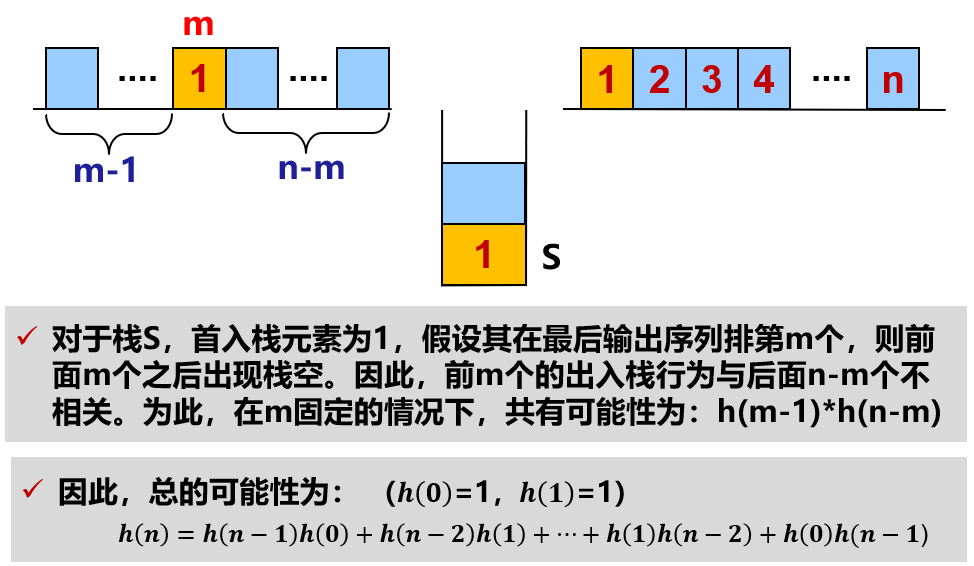 m
···· 1 ····
m-1 n-m
1 2 3 4 ···· n
1 S
✓ 对于栈S，首入栈元素为1，假设其在最后输出序列排第m个，则前
面m个之后出现栈空。因此，前m个的出入栈行为与后面n-m个不
相关。为此，在m固定的情况下，共有可能性为：h(m-1)*h(n-m)
✓ 因此，总的可能性为：（h(0)=1，h(1)=1）
h(n) = h(n − 1)h(0) + h(n − 2)h(1) + ⋯ + h(1)h(n − 2) + h(0)h(n − 1)